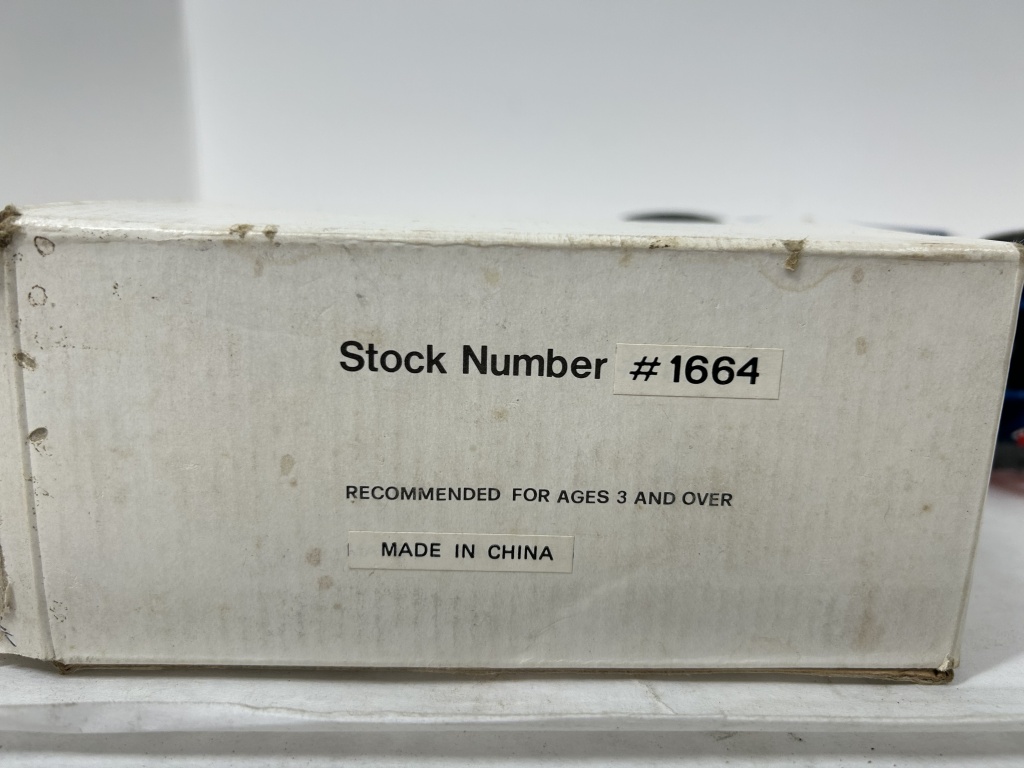 Stock Number # 1664
RECOMMENDED FOR AGES 3 AND OVER
MADE IN CHINA